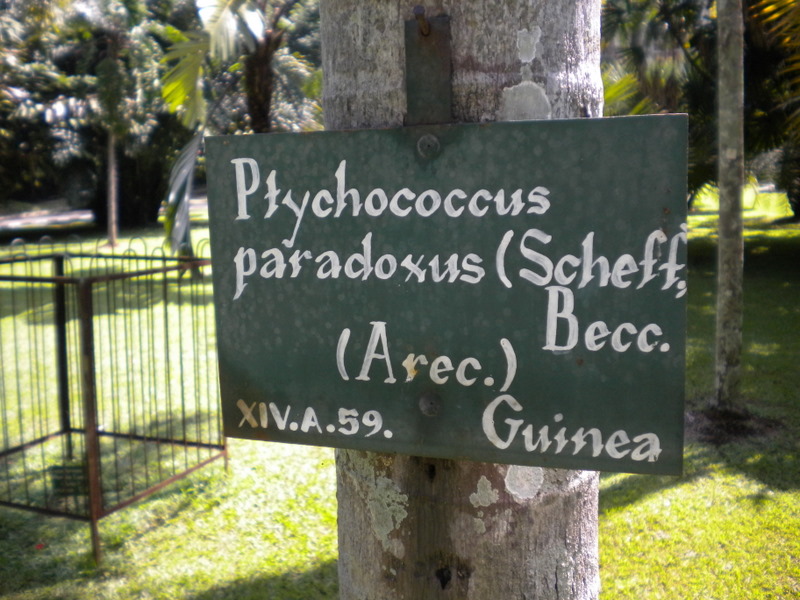 Ptychococcus
paradoxus (Scheff.
Becc.
(Arec.)
XIV.A.59. Guinea